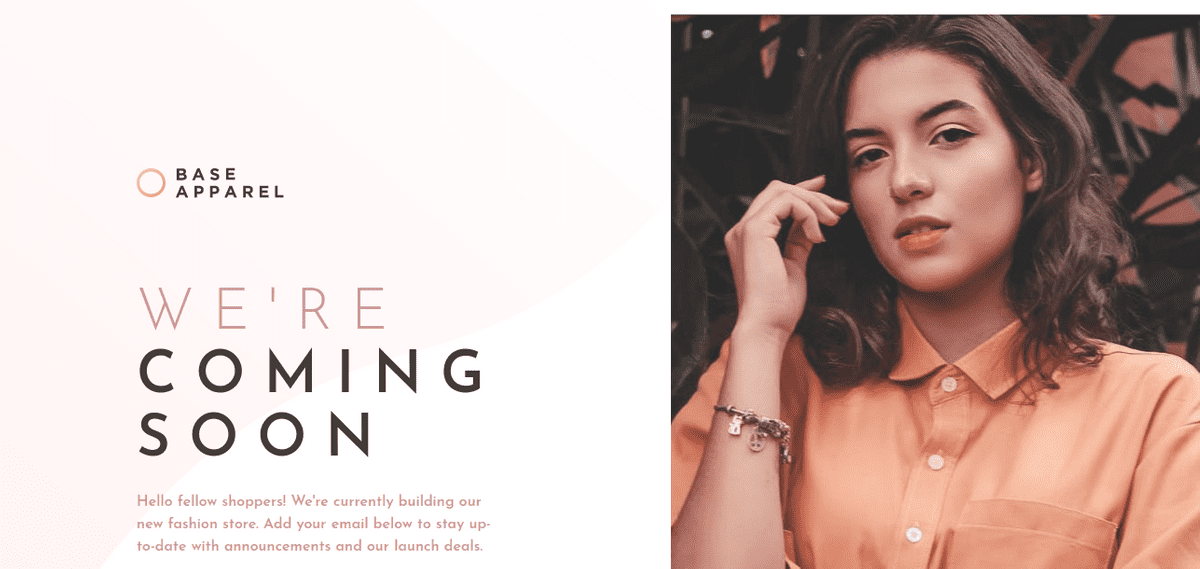 BASE
APPAREL
WE'RE
COMING
SOON
Hello fellow shoppers! We're currently building our
new fashion store. Add your email below to stay up-
to-date with announcements and our launch deals.